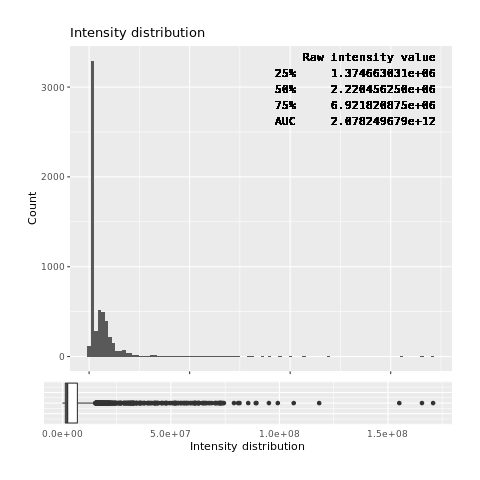 Intensity distribution
Raw intensity value
25% 1.374663031e+06
50% 2.220456250e+06
75% 6.921820875e+06
AUC 2.078249679e+12
Count
3000
2000
1000
0
0.0e+00 5.0e+07 1.0e+08 1.5e+08
Intensity distribution